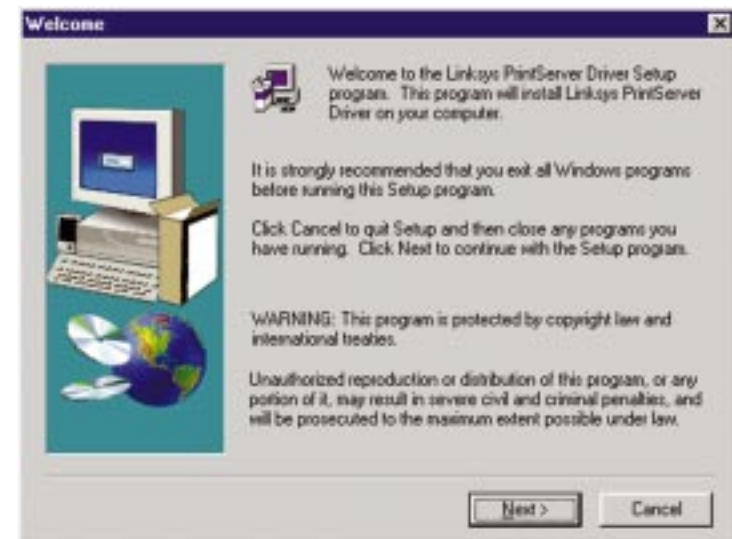 Welcome
Welcome to the Linksys PrintServer Driver Setup
program. This program will install Linksys PrintServer
Driver on your computer.
It is strongly recommended that you exit all Windows programs
before running this Setup program.
Click Cancel to quit Setup and then close any programs you
have running. Click Next to continue with the Setup program.
WARNING: This program is protected by copyright law and
international treaties.
Unauthorized reproduction or distribution of this program, or any
portion of it, may result in severe civil and criminal penalties, and
will be prosecuted to the maximum extent possible under law.
Next >
Cancel